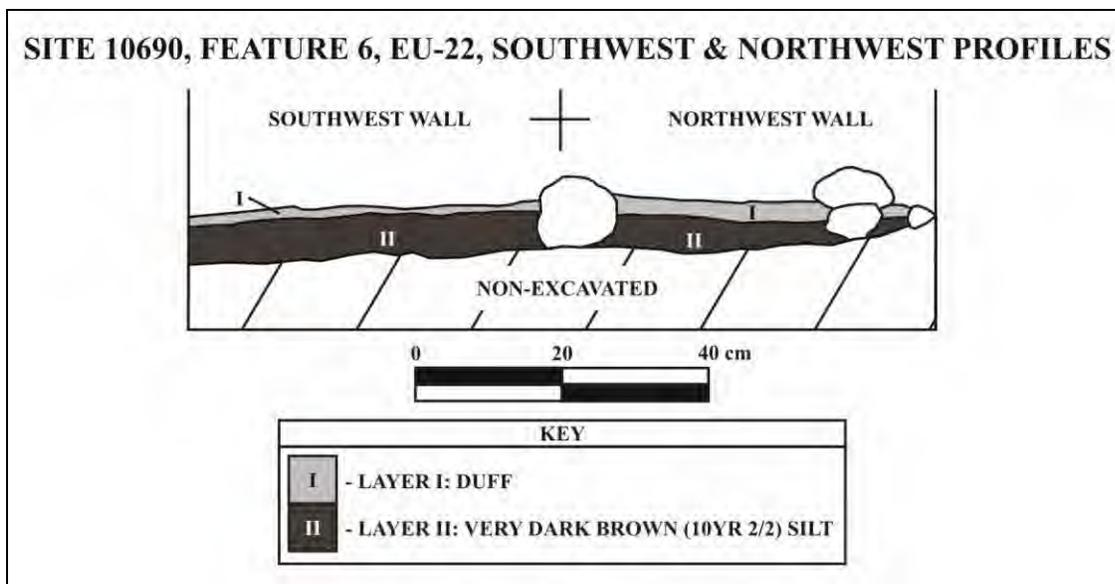 SITE 10690, FEATURE 6, EU-22, SOUTHWEST & NORTHWEST PROFILES
SOUTHWEST WALL
NORTHWEST WALL
I
I
II
II
NON-EXCAVATED
0 20 40 cm
KEY
I - LAYER I: DUFF
II - LAYER II: VERY DARK BROWN (10YR 2/2) SILT